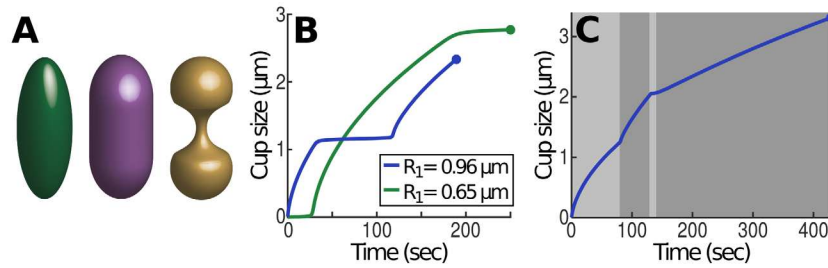 A
B
C
3
2
1
0
Cup size (μm)
R₁= 0.96 μm
R₁= 0.65 μm
0
100
200
Time (sec)
3
2
1
0
Cup size (μm)
0
100
200
300
400
Time (sec)